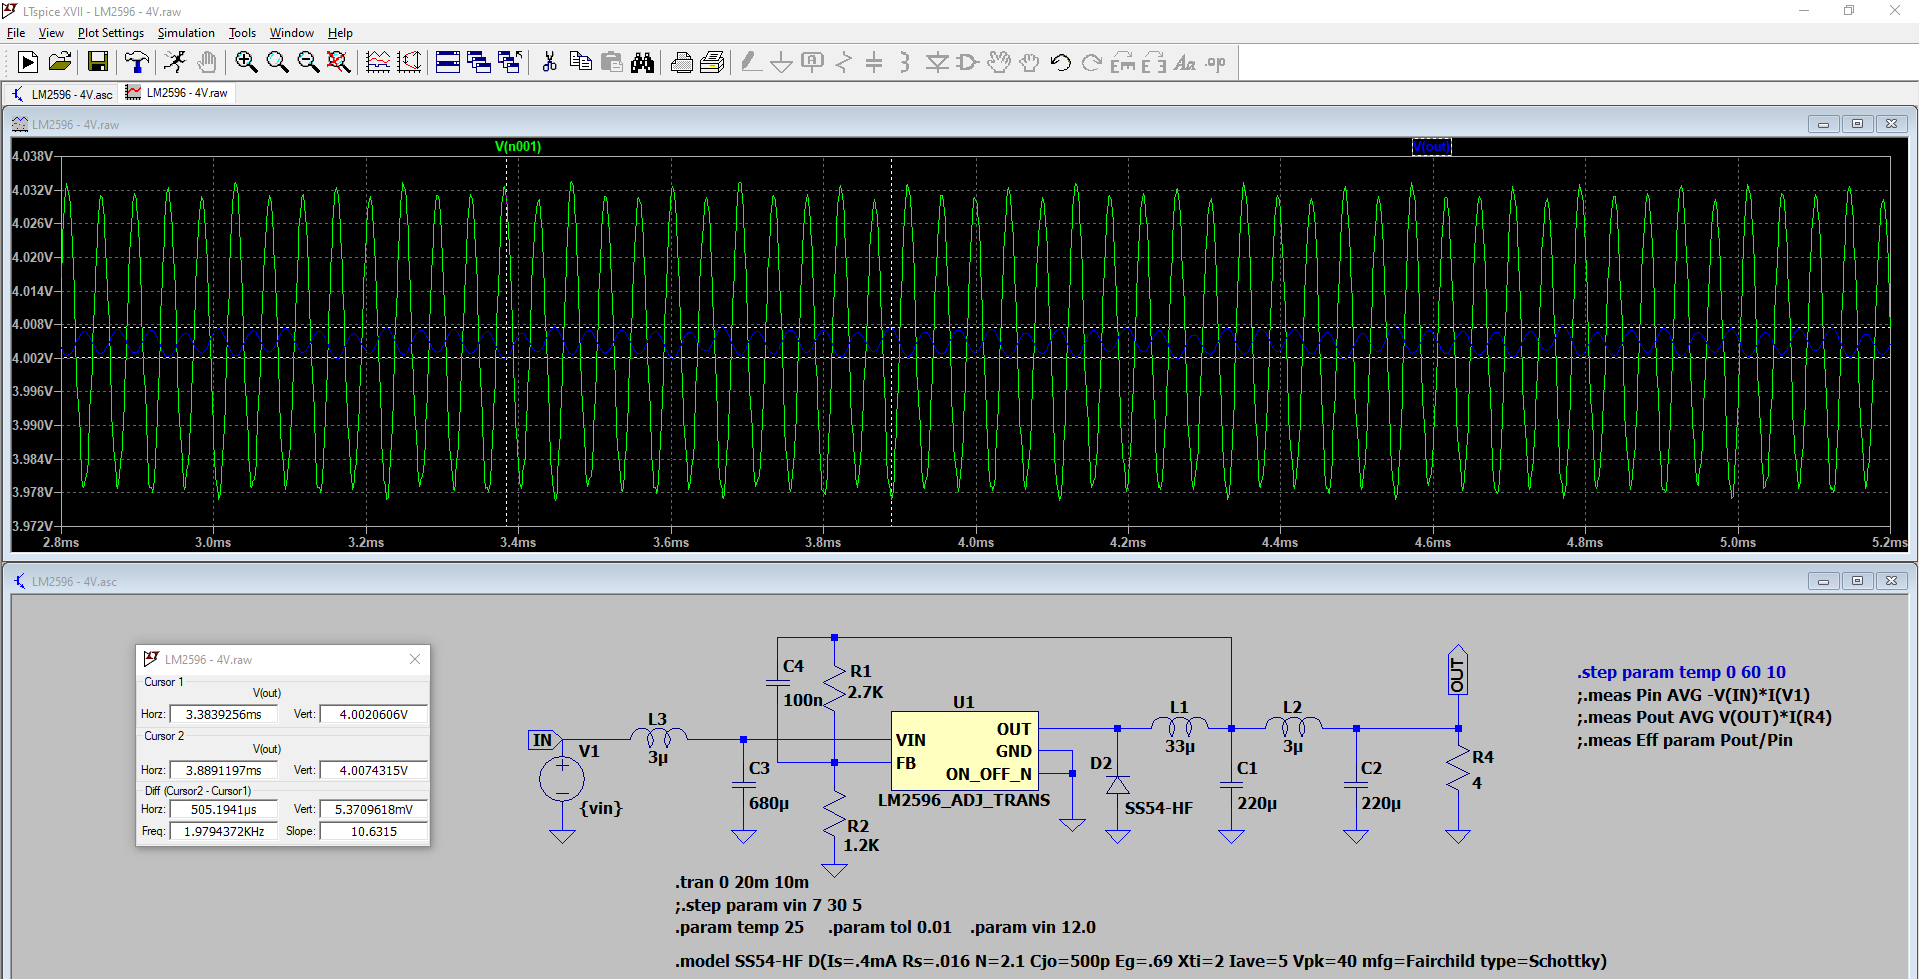 LTspice XVII - LM2596 - 4V.raw
File View Plot Settings Simulation Tools Window Help
LM2596 - 4V.asc LM2596 - 4V.raw
LM2596 - 4V.raw
V(n001) V(out)
4.038V
4.032V
4.026V
4.020V
4.014V
4.008V
4.002V
3.996V
3.990V
3.984V
3.978V
3.972V
2.8ms 3.0ms 3.2ms 3.4ms 3.6ms 3.8ms 4.0ms 4.2ms 4.4ms 4.6ms 4.8ms 5.0ms 5.2ms
LM2596 - 4V.asc
LM2596 - 4V.raw
Cursor 1
V(out)
Horz: 3.3839256ms Vert: 4.0020606V
Cursor 2
V(out)
Horz: 3.8891197ms Vert: 4.0074315V
Diff (Cursor2 - Cursor1)
Horz: 505.1941µs Vert: 5.3709618mV
Freq: 1.9794372KHz Slope: 10.6315
IN
V1
{vin}
L3
3µ
C3
680µ
C4
100n
R1
2.7K
R2
1.2K
U1
VIN
FB
OUT
GND
ON_OFF_N
LM2596_ADJ_TRANS
D2
SS54-HF
L1
33µ
C1
220µ
L2
3µ
C2
220µ
OUT
R4
4
.step param temp 0 60 10
;.meas Pin AVG -V(IN)*I(V1)
;.meas Pout AVG V(OUT)*I(R4)
;.meas Eff param Pout/Pin
.tran 0 20m 10m
;.step param vin 7 30 5
.param temp 25 .param tol 0.01 .param vin 12.0
.model SS54-HF D(Is=.4mA Rs=.016 N=2.1 Cjo=500p Eg=.69 Xti=2 Iave=5 Vpk=40 mfg=Fairchild type=Schottky)